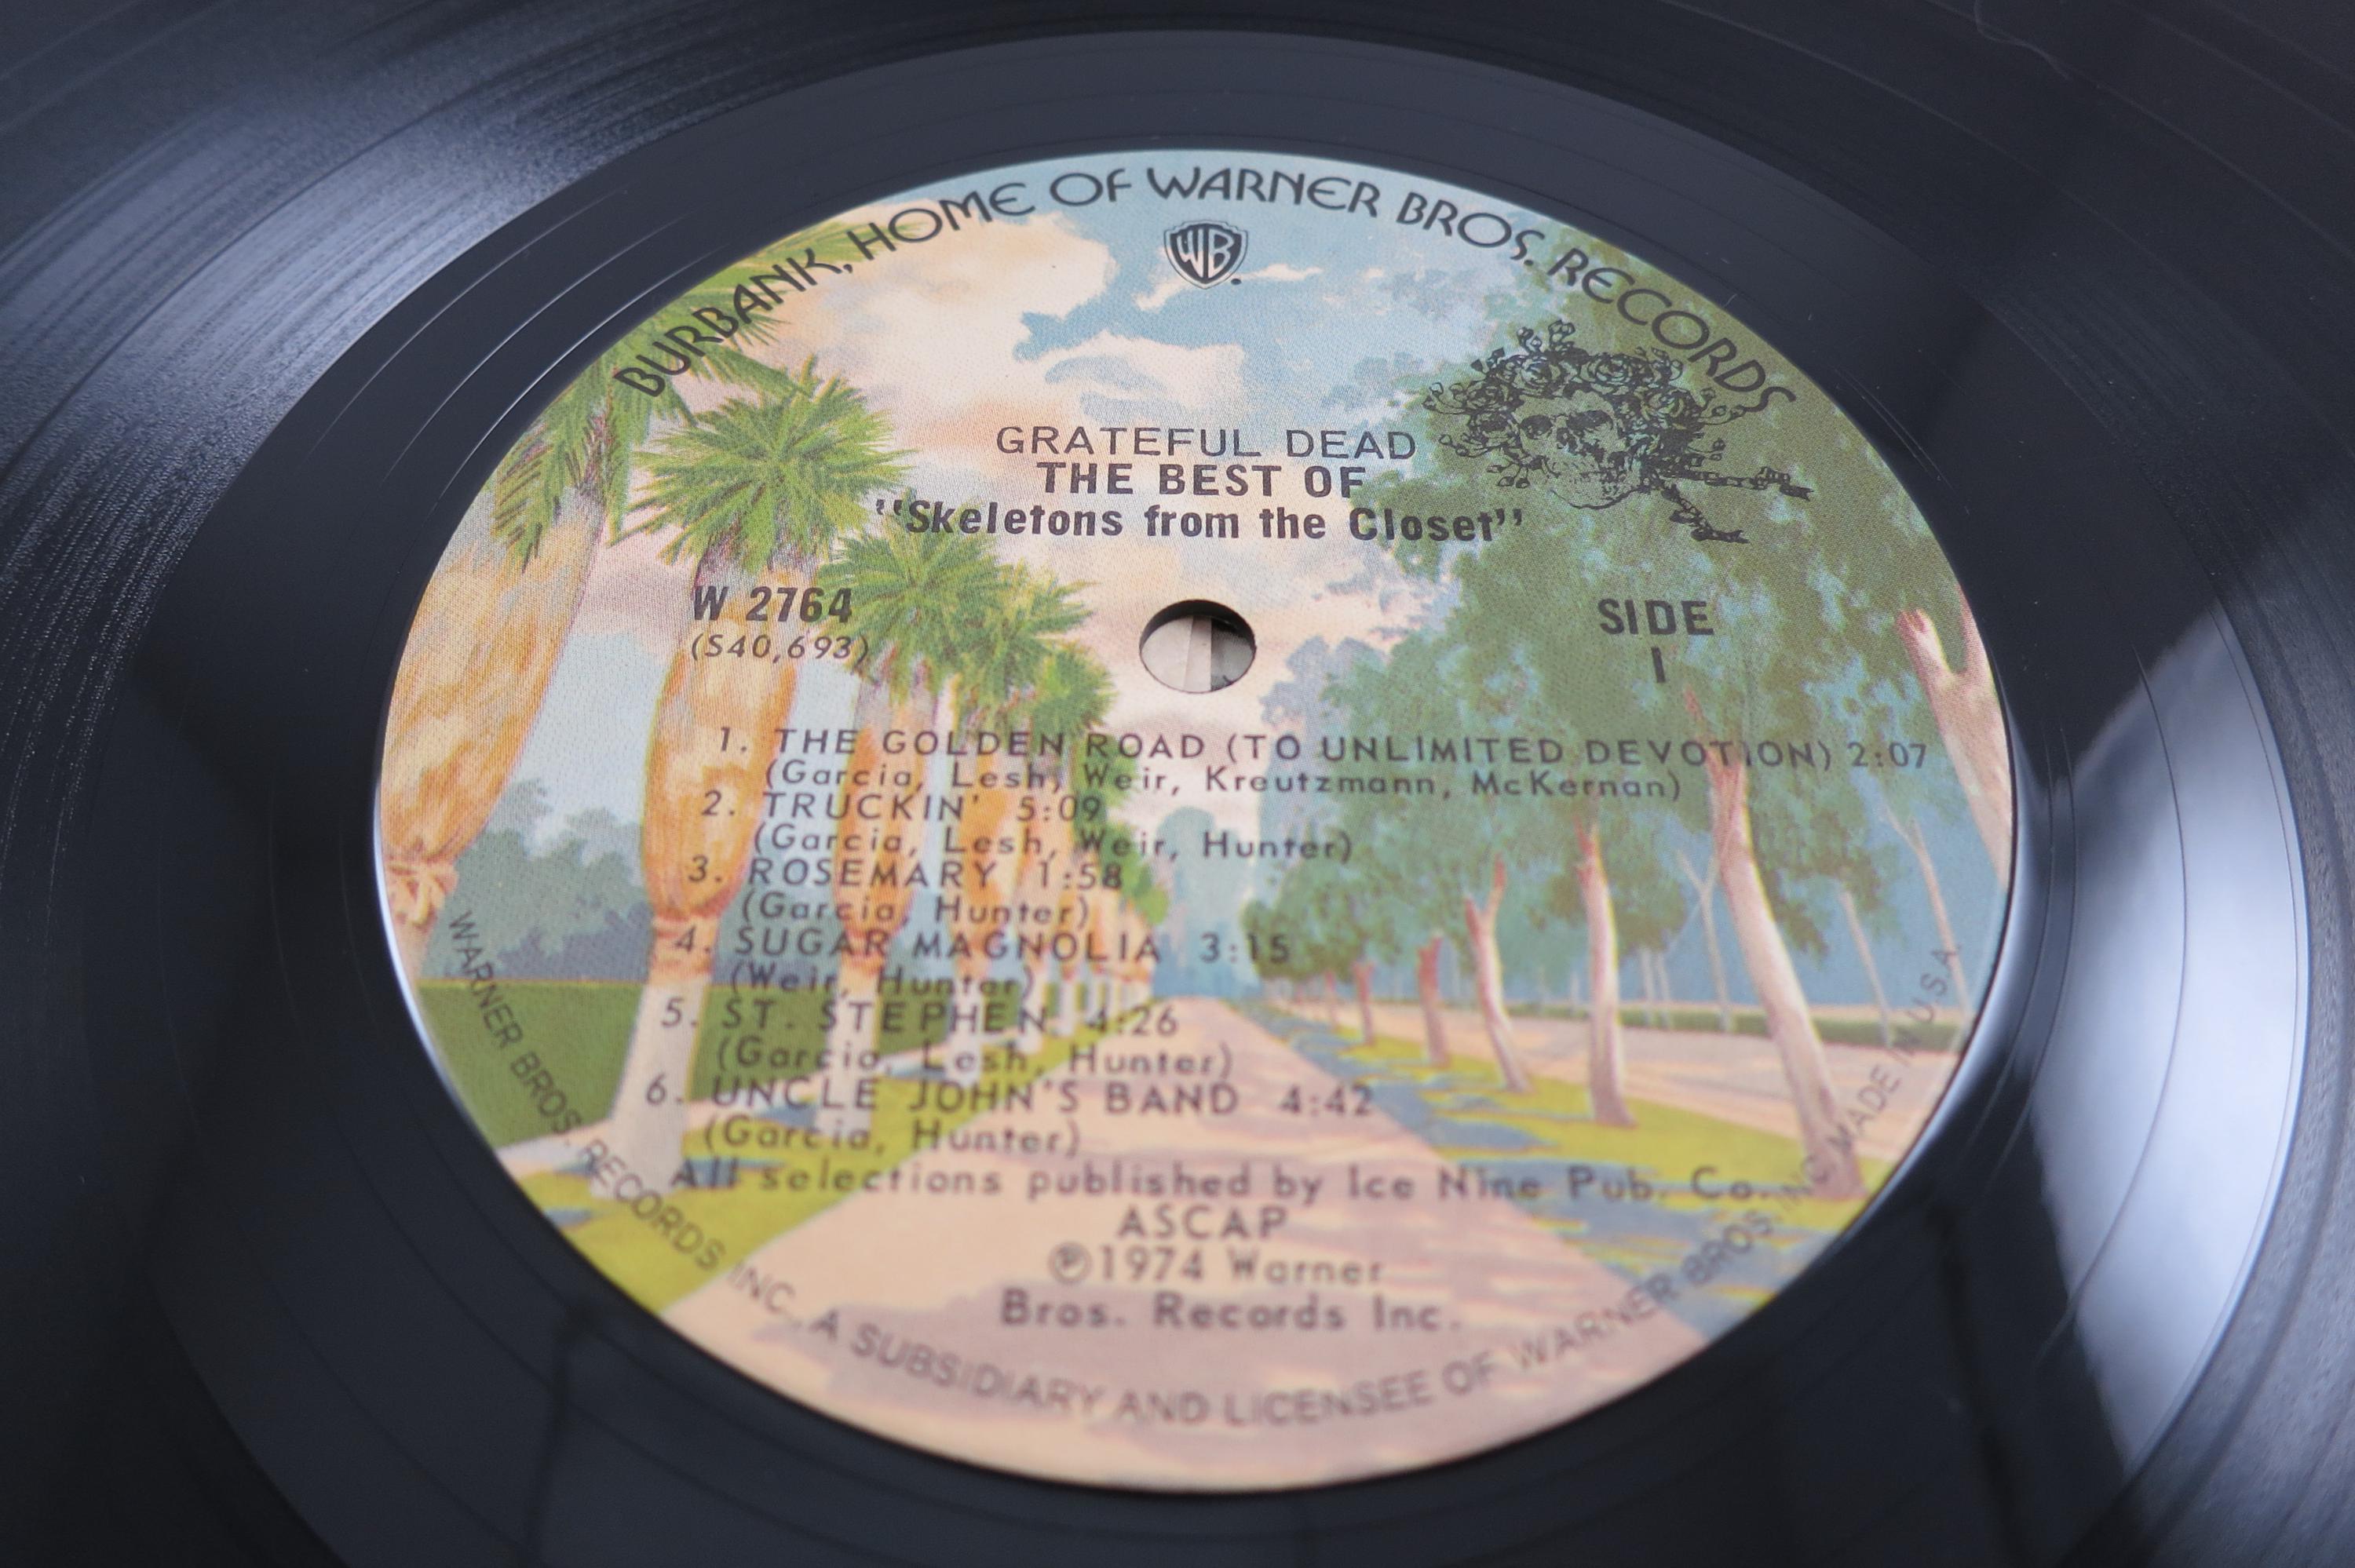 BURBANK, HOME OF WARNER BROS. RECORDS
WB
GRATEFUL DEAD
THE BEST OF
"Skeletons from the Closet"
W 2764
(S40,693)
SIDE
1
1. THE GOLDEN ROAD (TO UNLIMITED DEVOTION) 2:07
(Garcia, Lesh, Weir, Kreutzmann, McKernan)
2. TRUCKIN' 5:09
(Garcia, Lesh, Weir, Hunter)
3. ROSEMARY 1:58
(Garcia, Hunter)
4. SUGAR MAGNOLIA 3:15
(Weir, Hunter)
5. ST. STEPHEN 4:26
(Garcia, Lesh, Hunter)
6. UNCLE JOHN'S BAND 4:42
(Garcia, Hunter)
All selections published by Ice Nine Pub. Co.
ASCAP
℗1974 Warner
Bros. Records Inc.
WARNER BROS. RECORDS INC., A SUBSIDIARY AND LICENSEE OF WARNER BROS. INC. MADE IN U.S.A.